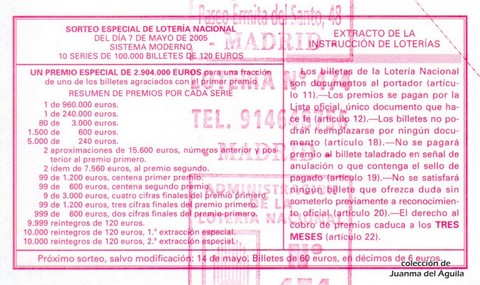 Paseo Ermita del Santo, 48
- MADRID -
SORTEO ESPECIAL DE LOTERÍA NACIONAL
DEL DÍA 7 DE MAYO DE 2005
SISTEMA MODERNO
10 SERIES DE 100.000 BILLETES DE 120 EUROS
UN PREMIO ESPECIAL DE 2.904.000 EUROS para una fracción
de uno de los billetes agraciados con el primer premio
RESUMEN DE PREMIOS POR CADA SERIE
1 de 960.000 euros.
1 de 240.000 euros.
80 de 3.000 euros.
1.500 de 600 euros.
5.000 de 240 euros.
2 aproximaciones de 15.600 euros, números anterior y posterior al primer premio.
2 ídem de 7.560 euros, al premio segundo.
99 de 1.200 euros, centena primer premio.
99 de 600 euros, centena segundo premio.
9 de 3.000 euros, cuatro cifras finales del premio primero.
99 de 1.200 euros, tres cifras finales del premio primero.
999 de 600 euros, dos cifras finales del premio primero.
9.999 reintegros de 120 euros.
10.000 reintegros de 120 euros, 1.ª extracción especial.
10.000 reintegros de 120 euros, 2.ª extracción especial.
EXTRACTO DE LA
INSTRUCCIÓN DE LOTERÍAS
Los billetes de la Lotería Nacional
son documentos al portador (artícu-
lo 11).—Los premios se pagan por la
Lista oficial, único documento que ha-
ce fe (artículo 12).—Los billetes no po-
drán remplazarse por ningún docu-
mento (artículo 18).—No se pagará
premio al billete taladrado en señal de
anulación o que contenga el sello de
pagado (artículo 19).—No se satisfará
ningún billete que ofrezca duda sin
someterlo previamente a reconocimien-
to oficial (artículo 20).—El derecho al
cobro de premios caduca a los TRES
MESES (artículo 22).
TEL.
MADRID
ADMINISTRACION
DE LA
LOTERIA NACIONAL
Nº
Próximo sorteo, salvo modificación: 14 de mayo. Billetes de 60 euros, en décimos de 6 euros.
colección de
Juanma del Águila